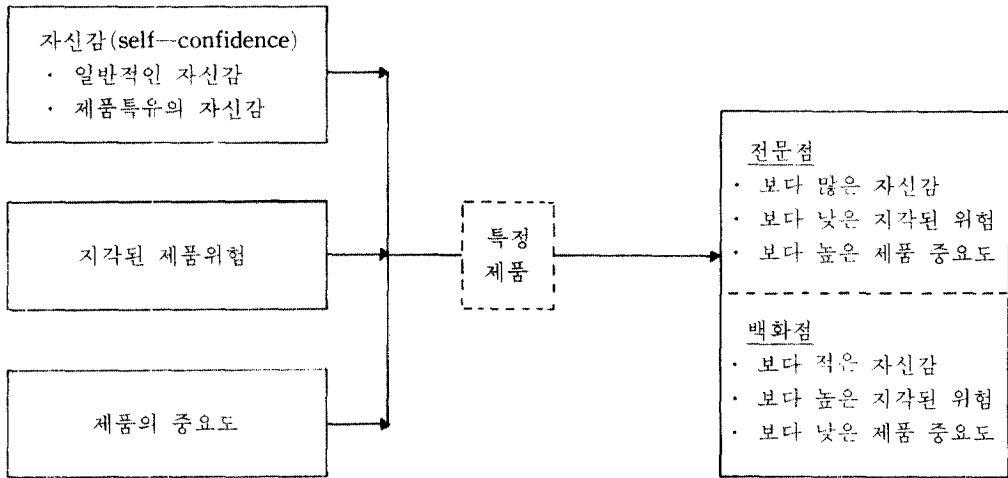 자신감(self—confidence)
· 일반적인 자신감
· 제품특유의 자신감
지각된 제품위험
제품의 중요도
특정
제품
전문점
· 보다 많은 자신감
· 보다 낮은 지각된 위험
· 보다 높은 제품 중요도
백화점
· 보다 적은 자신감
· 보다 높은 지각된 위험
· 보다 낮은 제품 중요도